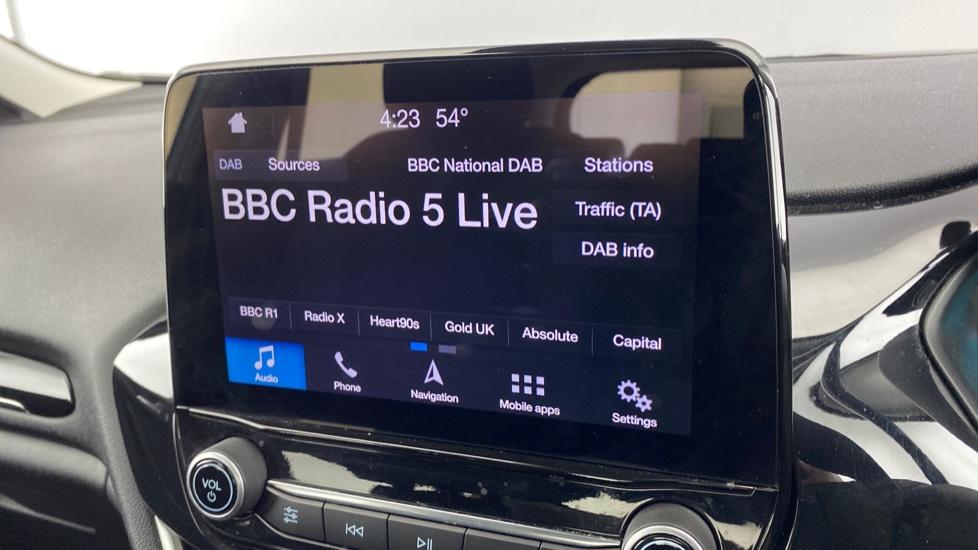 4:23 54°
DAB Sources BBC National DAB Stations
BBC Radio 5 Live
Traffic (TA)
DAB info
BBC R1 Radio X Heart90s Gold UK Absolute Capital
Audio Phone Navigation Mobile apps Settings
VOL